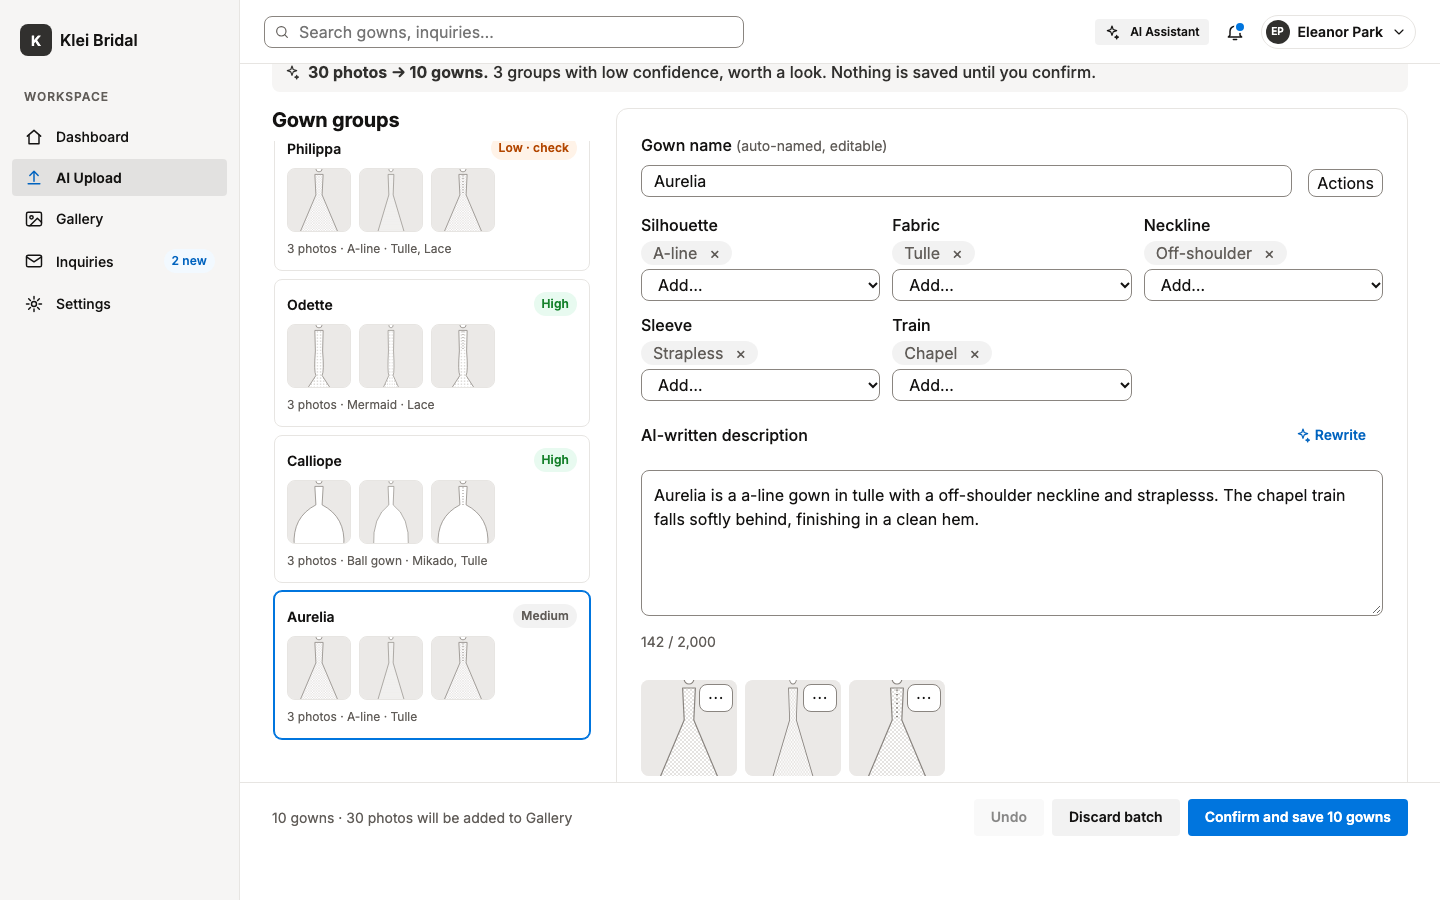 K Klei Bridal
WORKSPACE
Dashboard
AI Upload
Gallery
Inquiries 2 new
Settings
Search gowns, inquiries...
AI Assistant
EP Eleanor Park
30 photos → 10 gowns. 3 groups with low confidence, worth a look. Nothing is saved until you confirm.
Gown groups
Philippa Low · check
3 photos · A-line · Tulle, Lace
Odette High
3 photos · Mermaid · Lace
Calliope High
3 photos · Ball gown · Mikado, Tulle
Aurelia Medium
3 photos · A-line · Tulle
Gown name (auto-named, editable)
Aurelia
Actions
Silhouette
A-line ×
Add...
Fabric
Tulle ×
Add...
Neckline
Off-shoulder ×
Add...
Sleeve
Strapless ×
Add...
Train
Chapel ×
Add...
AI-written description
Rewrite
Aurelia is a a-line gown in tulle with a off-shoulder neckline and straplesss. The chapel train
falls softly behind, finishing in a clean hem.
142 / 2,000
10 gowns · 30 photos will be added to Gallery
Undo
Discard batch
Confirm and save 10 gowns